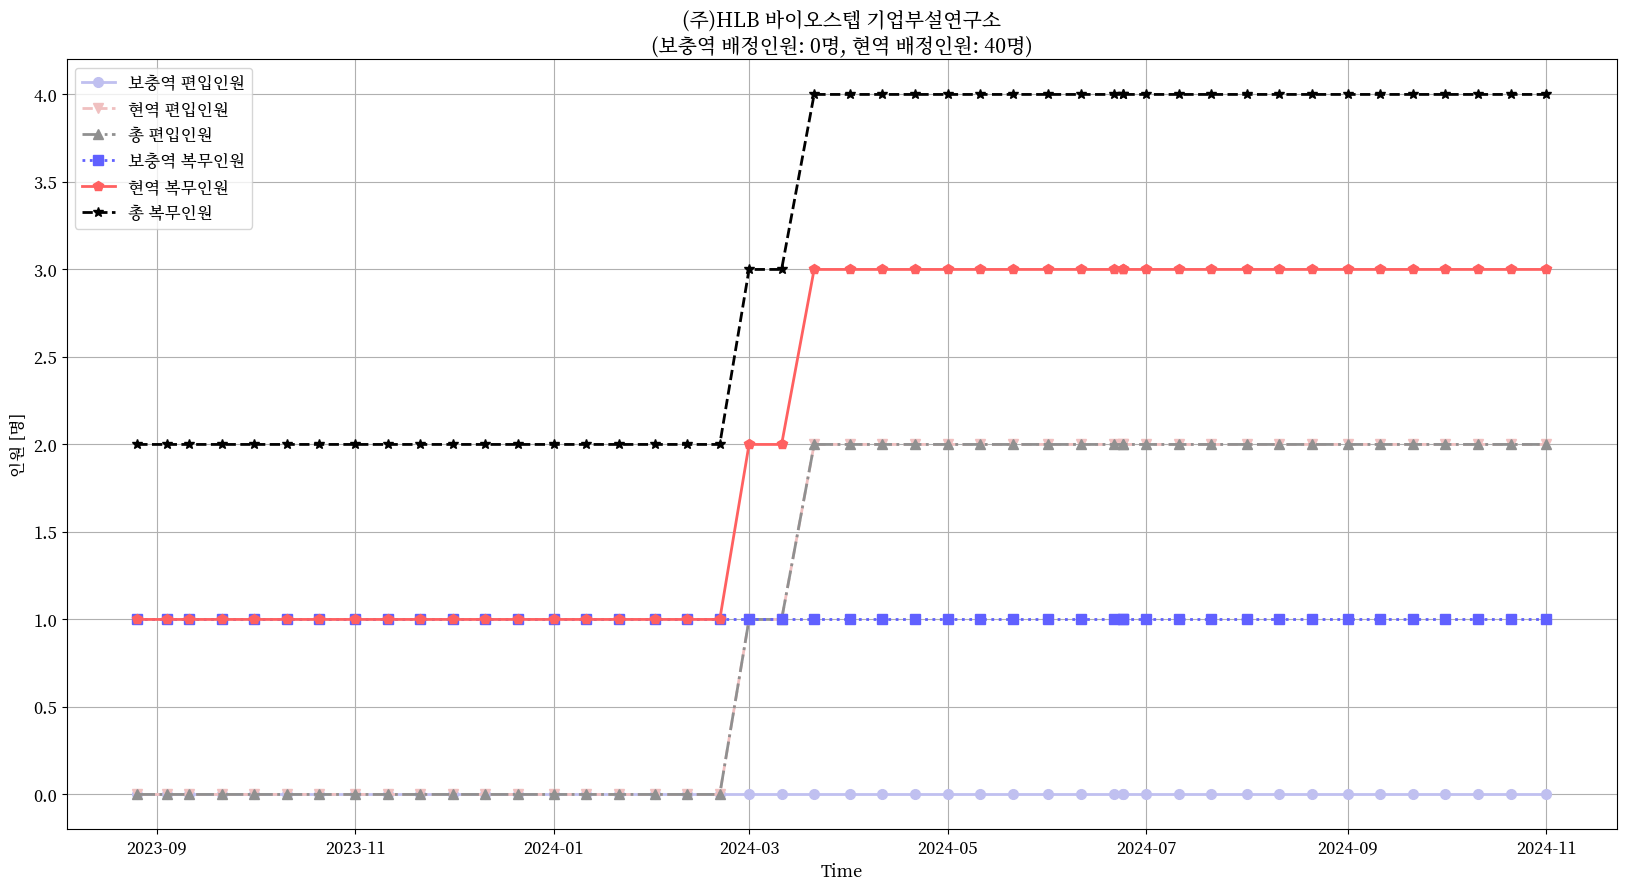 (주)HLB 바이오스텝 기업부설연구소
(보충역 배정인원: 0명, 현역 배정인원: 40명)
보충역 편입인원
현역 편입인원
총 편입인원
보충역 복무인원
현역 복무인원
총 복무인원
4.0
3.5
3.0
2.5
2.0
1.5
1.0
0.5
0.0
인원 [명]
2023-09 2023-11 2024-01 2024-03 2024-05 2024-07 2024-09 2024-11
Time